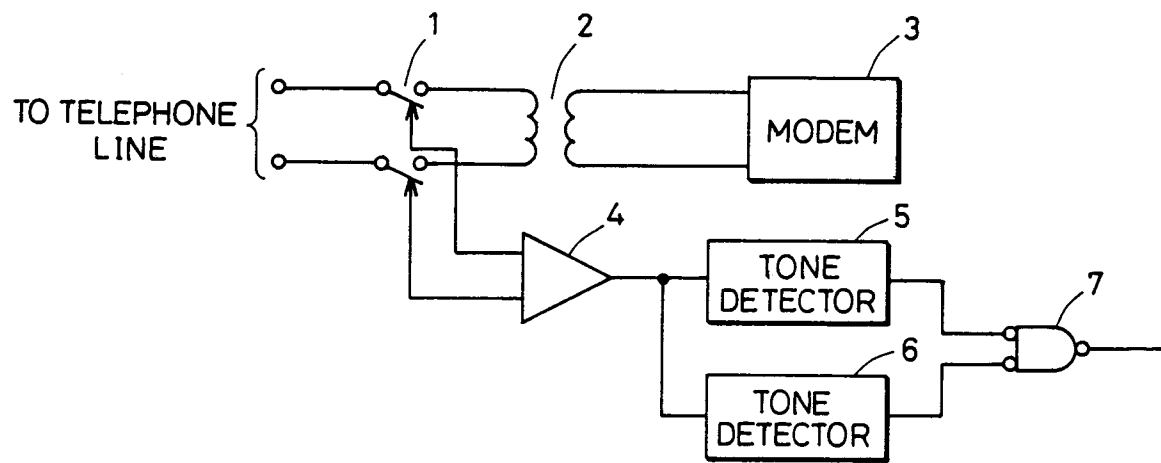 1
2
3
TO TELEPHONE
LINE
MODEM
4
5
TONE
DETECTOR
7
6
TONE
DETECTOR